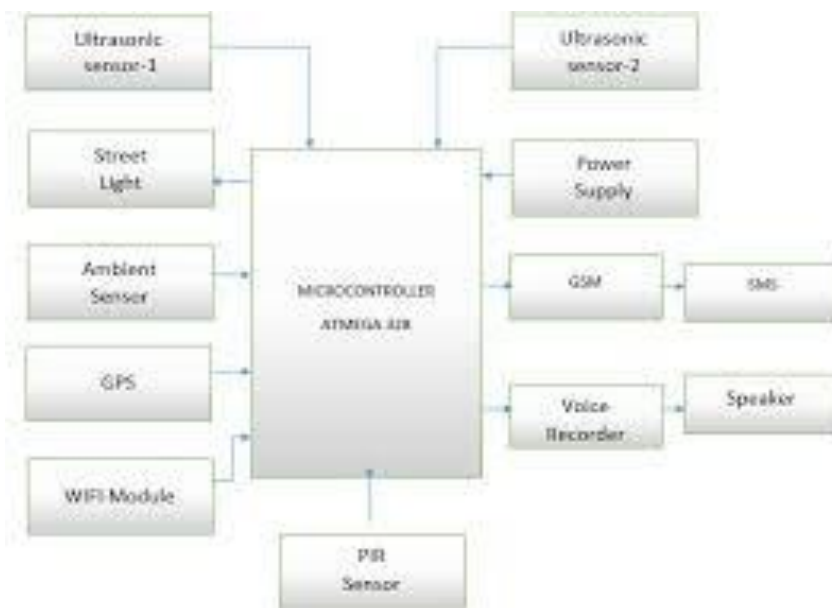 Ultrasonic
sensor-1
Ultrasonic
sensor-2
Street
Light
Power
Supply
Ambient
Sensor
MICROCONTROLLER
ATMEGA 328
GSM
SMS
GPS
Voice
Recorder
Speaker
WIFI Module
PIR
Sensor